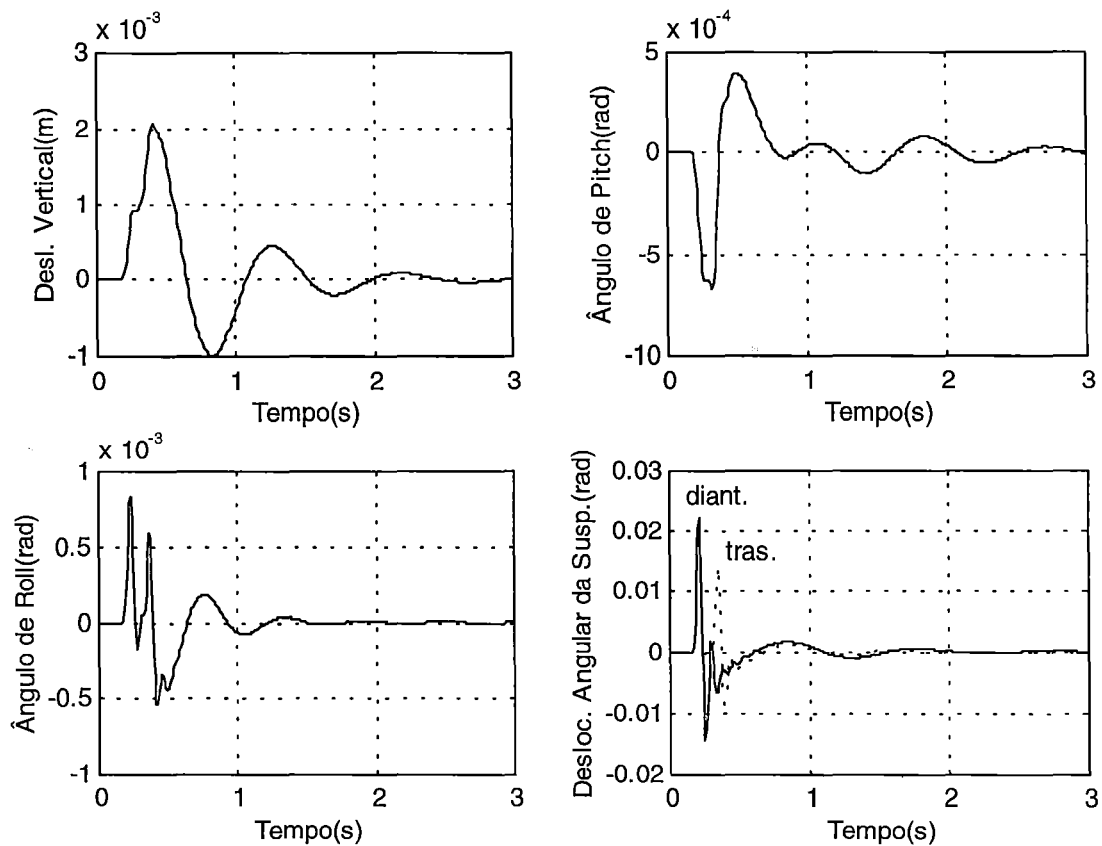 x 10⁻³
3
2
1
0
-1
Desl. Vertical(m)
0 1 2 3
Tempo(s)
x 10⁻⁴
5
0
-5
-10
Ângulo de Pitch(rad)
0 1 2 3
Tempo(s)
x 10⁻³
1
0.5
0
-0.5
-1
Ângulo de Roll(rad)
0 1 2 3
Tempo(s)
0.03
0.02
0.01
0
-0.01
-0.02
Desloc. Angular da Susp.(rad)
diant.
tras.
0 1 2 3
Tempo(s)